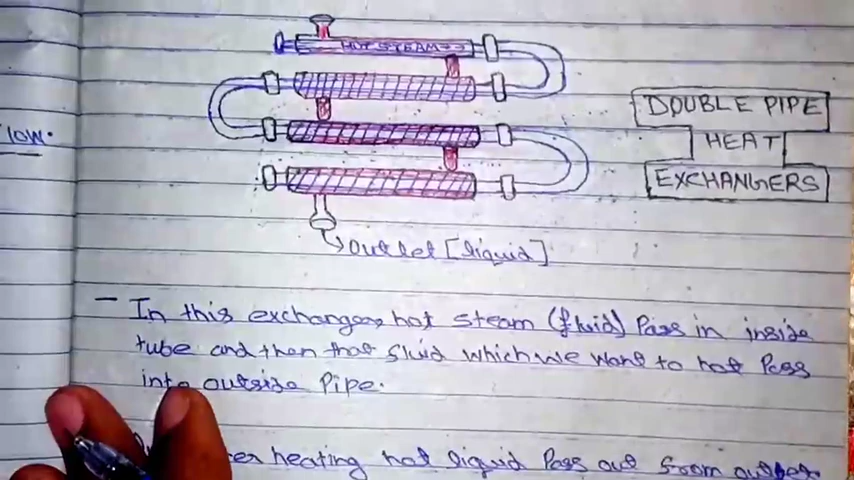 HOT STEAM
low.
DOUBLE PIPE
HEAT
EXCHANGERS
Outlet [liquid]
- In this exchanger, hot steam (fluid) Pass in inside
tube and then that fluid which we want to hot Pass
into outside Pipe.
er heating hot liquid Pass out from outlet.